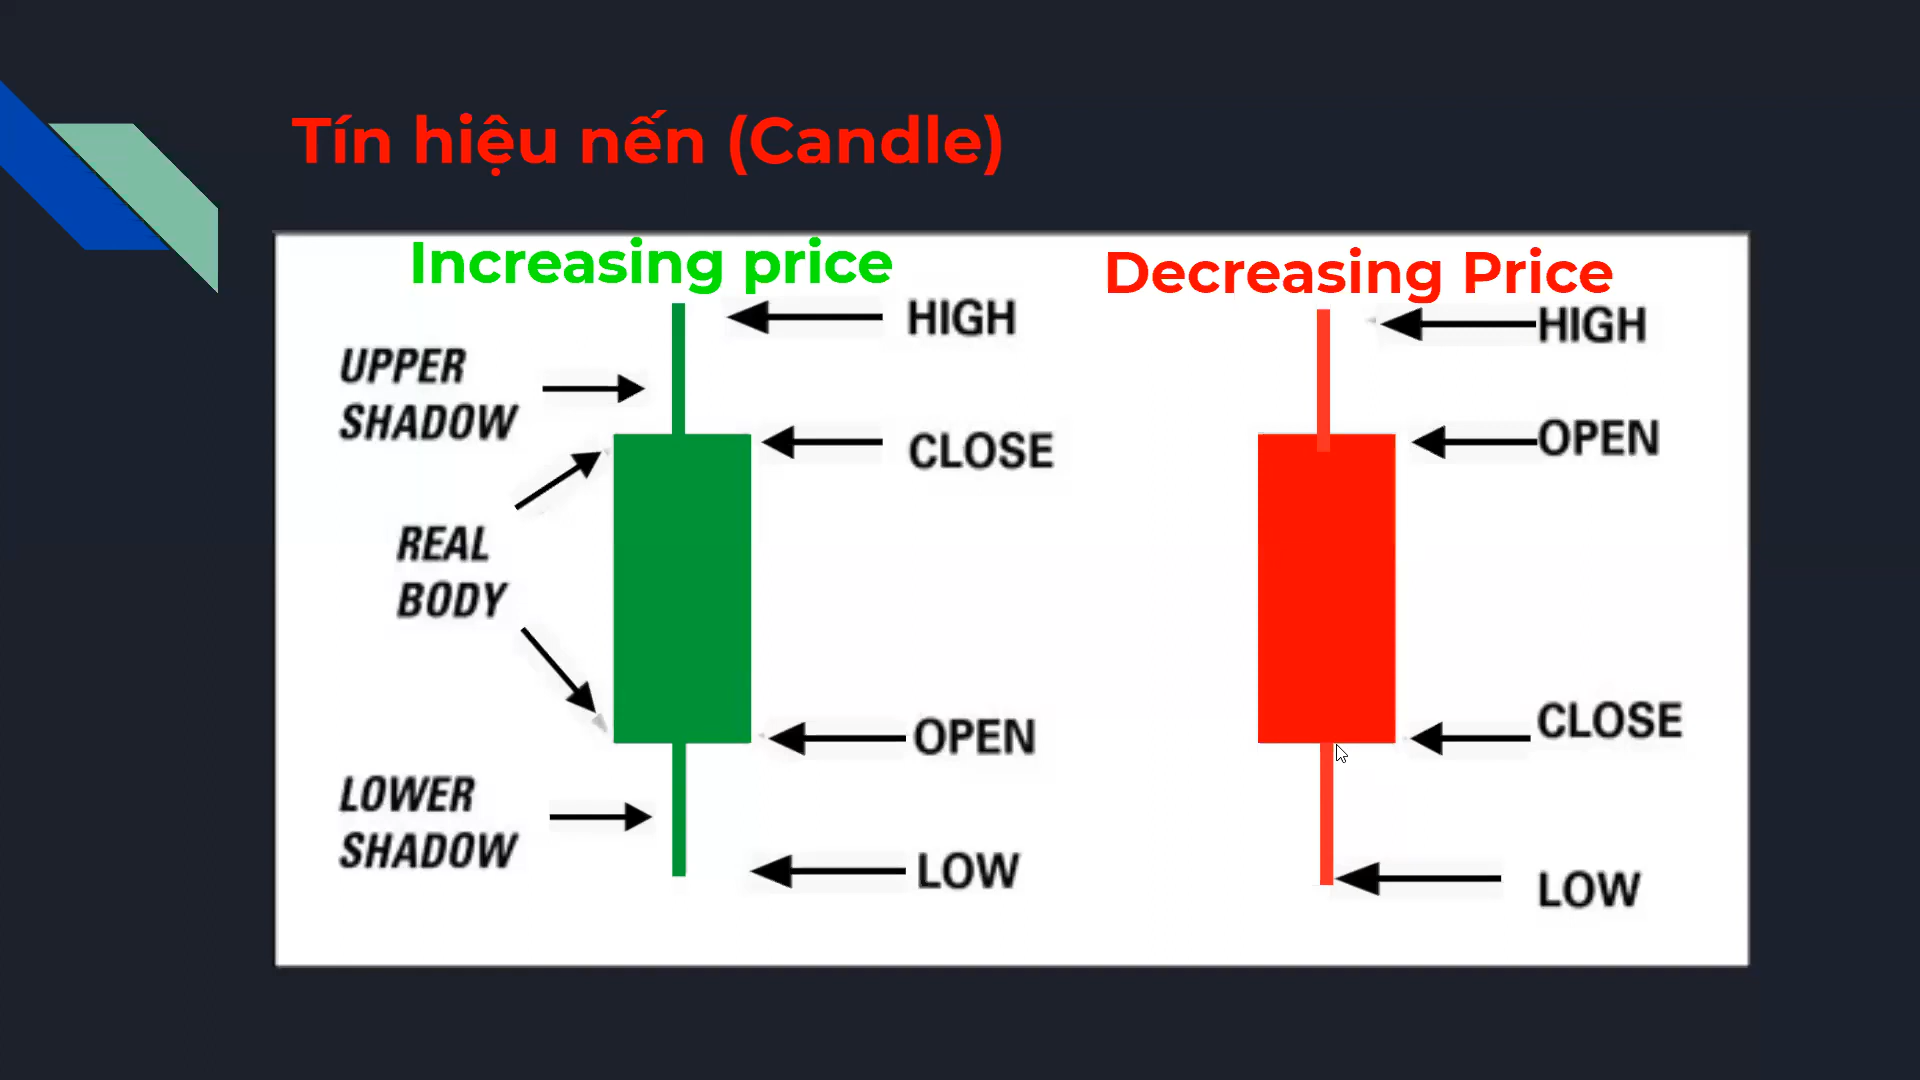 Tín hiệu nến (Candle)
Increasing price
HIGH
UPPER
SHADOW
CLOSE
REAL
BODY
OPEN
LOWER
SHADOW
LOW
Decreasing Price
HIGH
OPEN
CLOSE
LOW